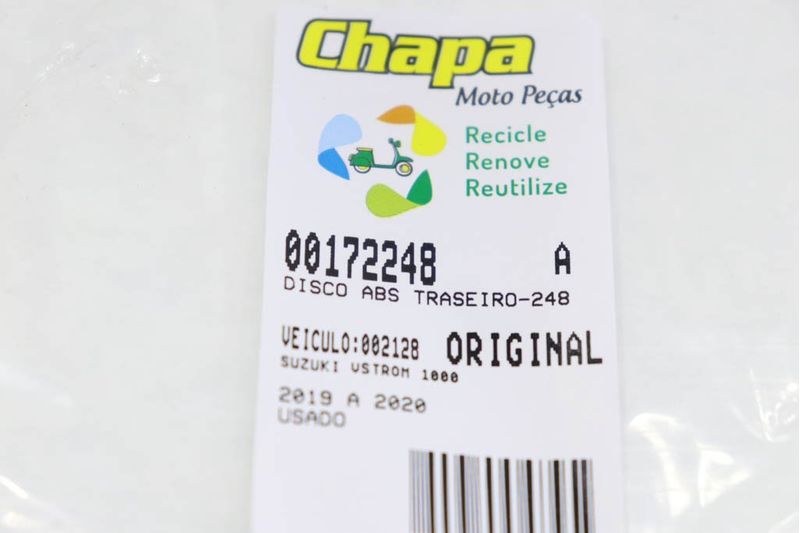 Chapa
Moto Peças
Recicle
Renove
Reutilize
00172248 A
DISCO ABS TRASEIRO-248
VEICULO:002128 ORIGINAL
SUZUKI VSTROM 1000
2019 A 2020
USADO